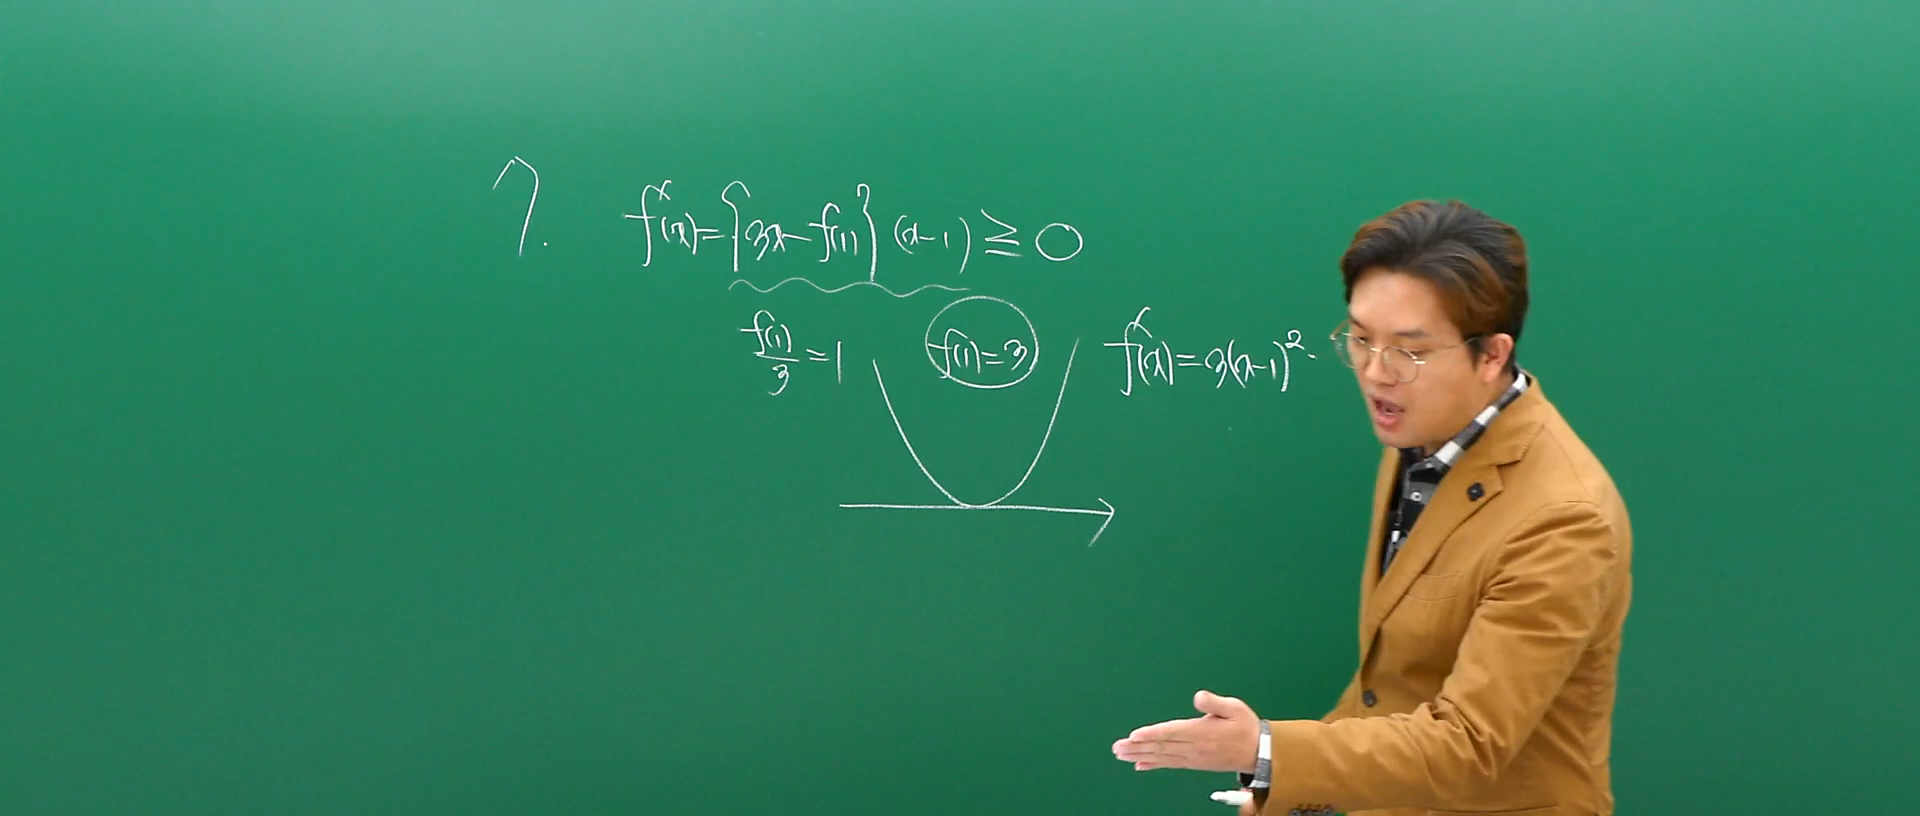 7.
f'(x)={3x-f(1)}(x-1)≧0
f(1)/3=1
f(1)=3
f'(x)=3(x-1)².